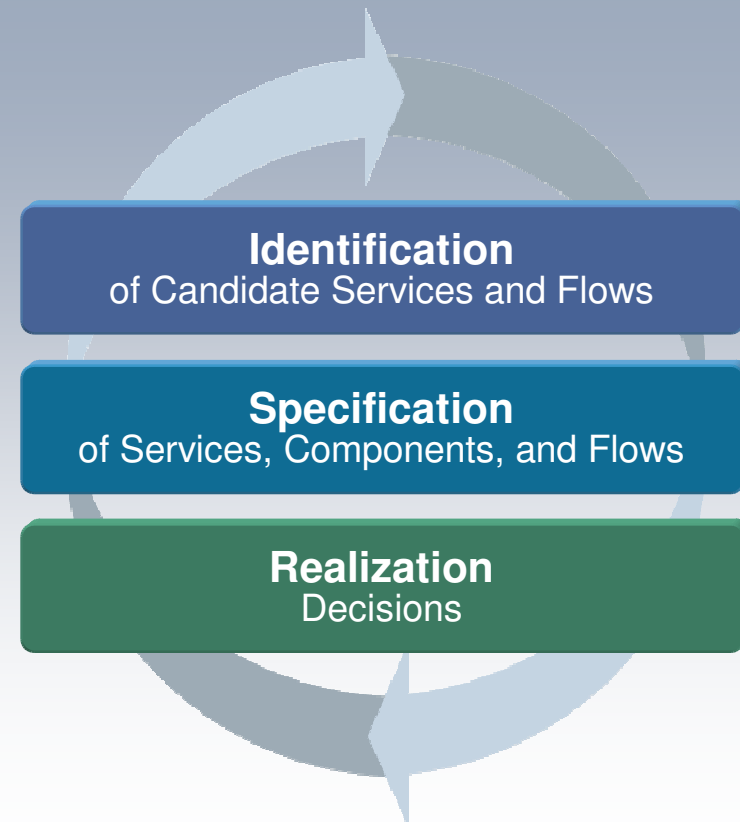 Identification
of Candidate Services and Flows
Specification
of Services, Components, and Flows
Realization
Decisions